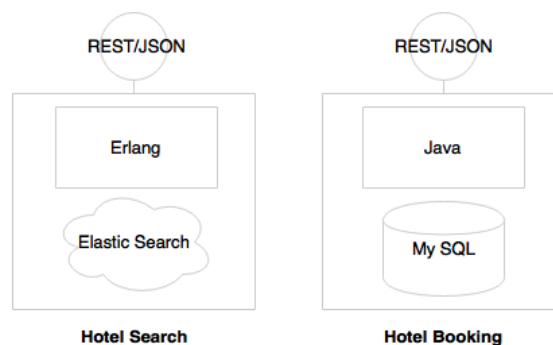 REST/JSON
Erlang
Elastic Search
Hotel Search
REST/JSON
Java
My SQL
Hotel Booking